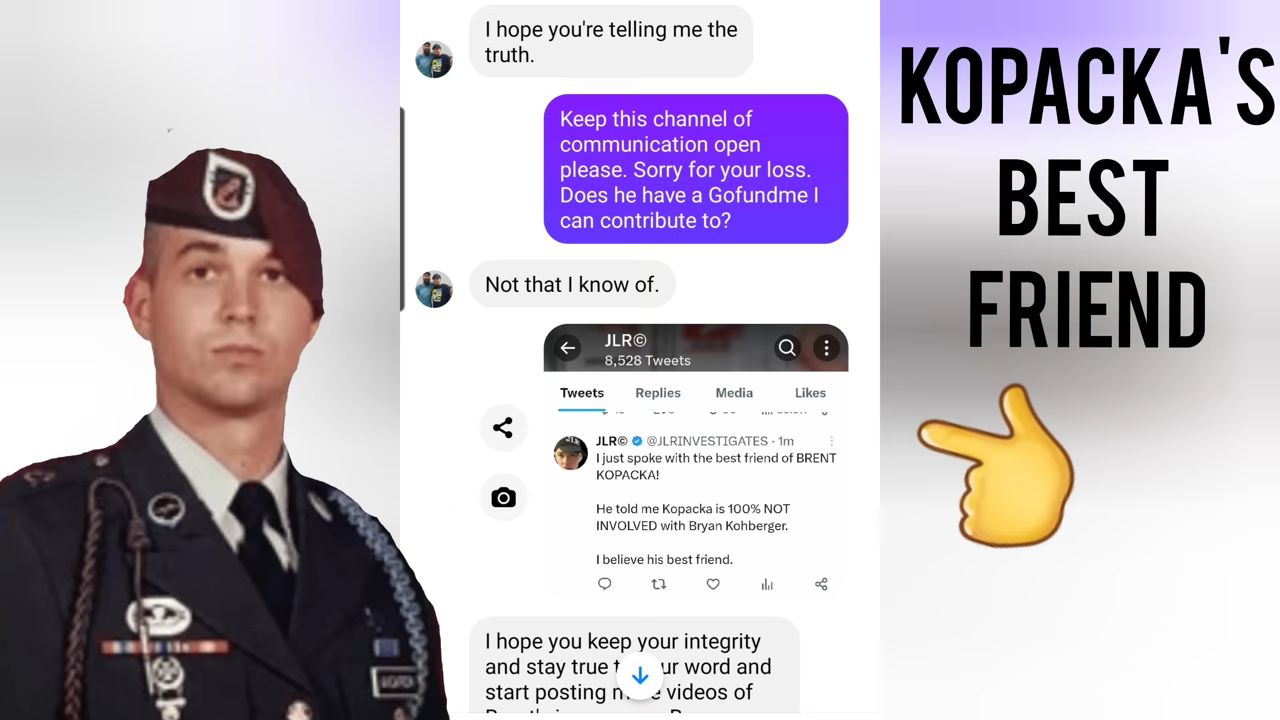 I hope you're telling me the
truth.
Keep this channel of
communication open
please. Sorry for your loss.
Does he have a Gofundme I
can contribute to?
Not that I know of.
JLR©
8,528 Tweets
Tweets Replies Media Likes
JLR© @JLRINVESTIGATES · 1m
I just spoke with the best friend of BRENT
KOPACKA!
He told me Kopacka is 100% NOT
INVOLVED with Bryan Kohberger.
I believe his best friend.
I hope you keep your integrity
and stay true word and
start posting videos of
KOPACKA'S
BEST
FRIEND